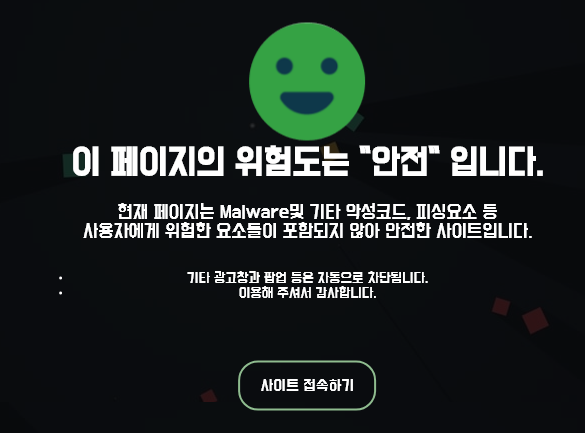 이 페이지의 위험도는 "안전" 입니다.
현재 페이지는 Malware및 기타 악성코드, 피싱요소 등
사용자에게 위험한 요소들이 포함되지 않아 안전한 사이트입니다.
기타 광고창과 팝업 등은 자동으로 차단됩니다.
이용해 주셔서 감사합니다.
사이트 접속하기